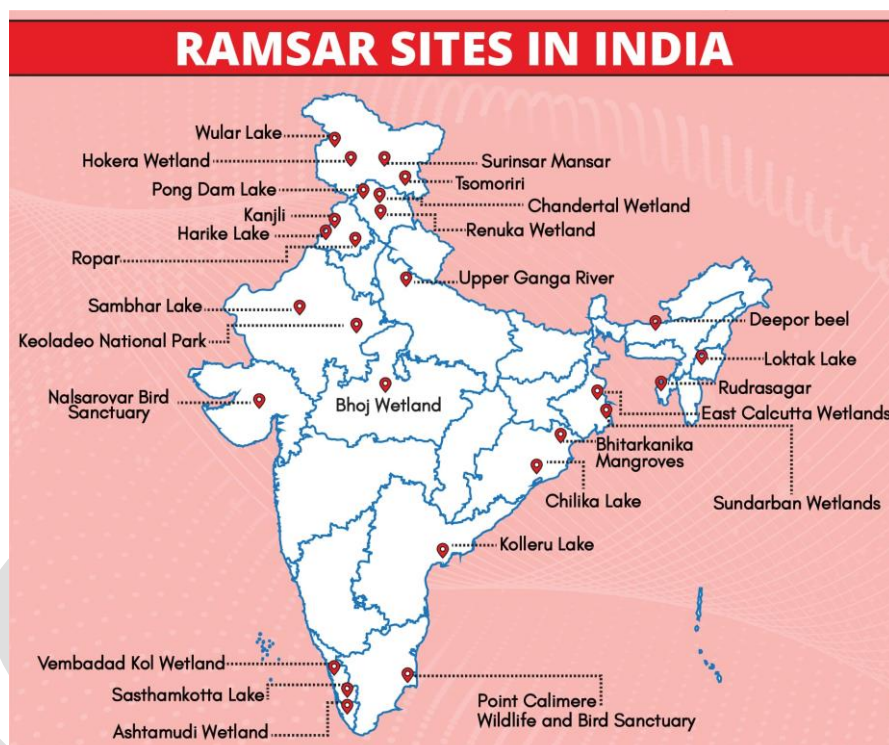 RAMSAR SITES IN INDIA
Wular Lake
Hokera Wetland
Surinsar Mansar
Tsomoriri
Pong Dam Lake
Chandertal Wetland
Kanjli
Renuka Wetland
Harike Lake
Ropar
Upper Ganga River
Sambhar Lake
Deepor beel
Keoladeo National Park
Loktak Lake
Rudrasagar
Nalsarovar Bird
Sanctuary
Bhoj Wetland
East Calcutta Wetlands
Bhitarkanika
Mangroves
Chilika Lake
Sundarban Wetlands
Kolleru Lake
Vembadad Kol Wetland
Sasthamkotta Lake
Point Calimere
Wildlife and Bird Sanctuary
Ashtamudi Wetland